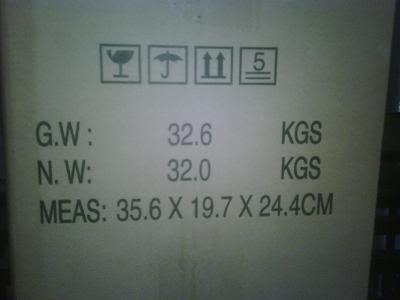 5
G.W: 32.6 KGS
N. W: 32.0 KGS
MEAS: 35.6 X 19.7 X 24.4CM